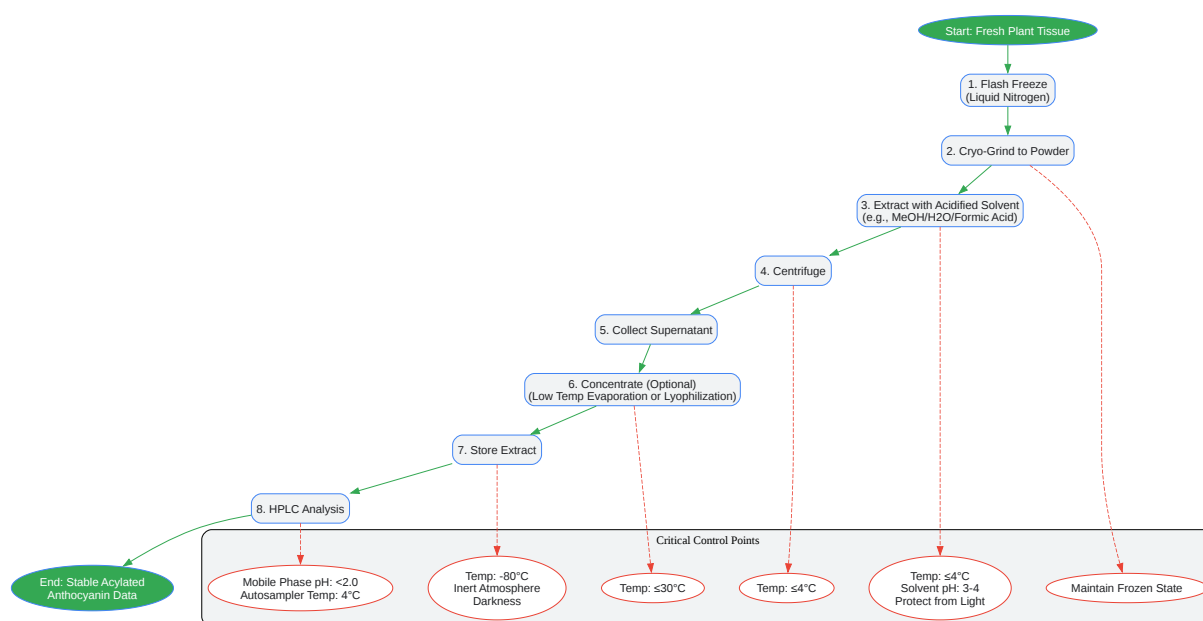 Start: Fresh Plant Tissue
1. Flash Freeze
(Liquid Nitrogen)
2. Cryo-Grind to Powder
3. Extract with Acidified Solvent
(e.g., MeOH/H2O/Formic Acid)
4. Centrifuge
5. Collect Supernatant
6. Concentrate (Optional)
(Low Temp Evaporation or Lyophilization)
7. Store Extract
8. HPLC Analysis
End: Stable Acylated
Anthocyanin Data
Critical Control Points
Mobile Phase pH: <2.0
Autosampler Temp: 4°C
Temp: -80°C
Inert Atmosphere
Darkness
Temp: ≤30°C
Temp: ≤4°C
Temp: ≤4°C
Solvent pH: 3-4
Protect from Light
Maintain Frozen State